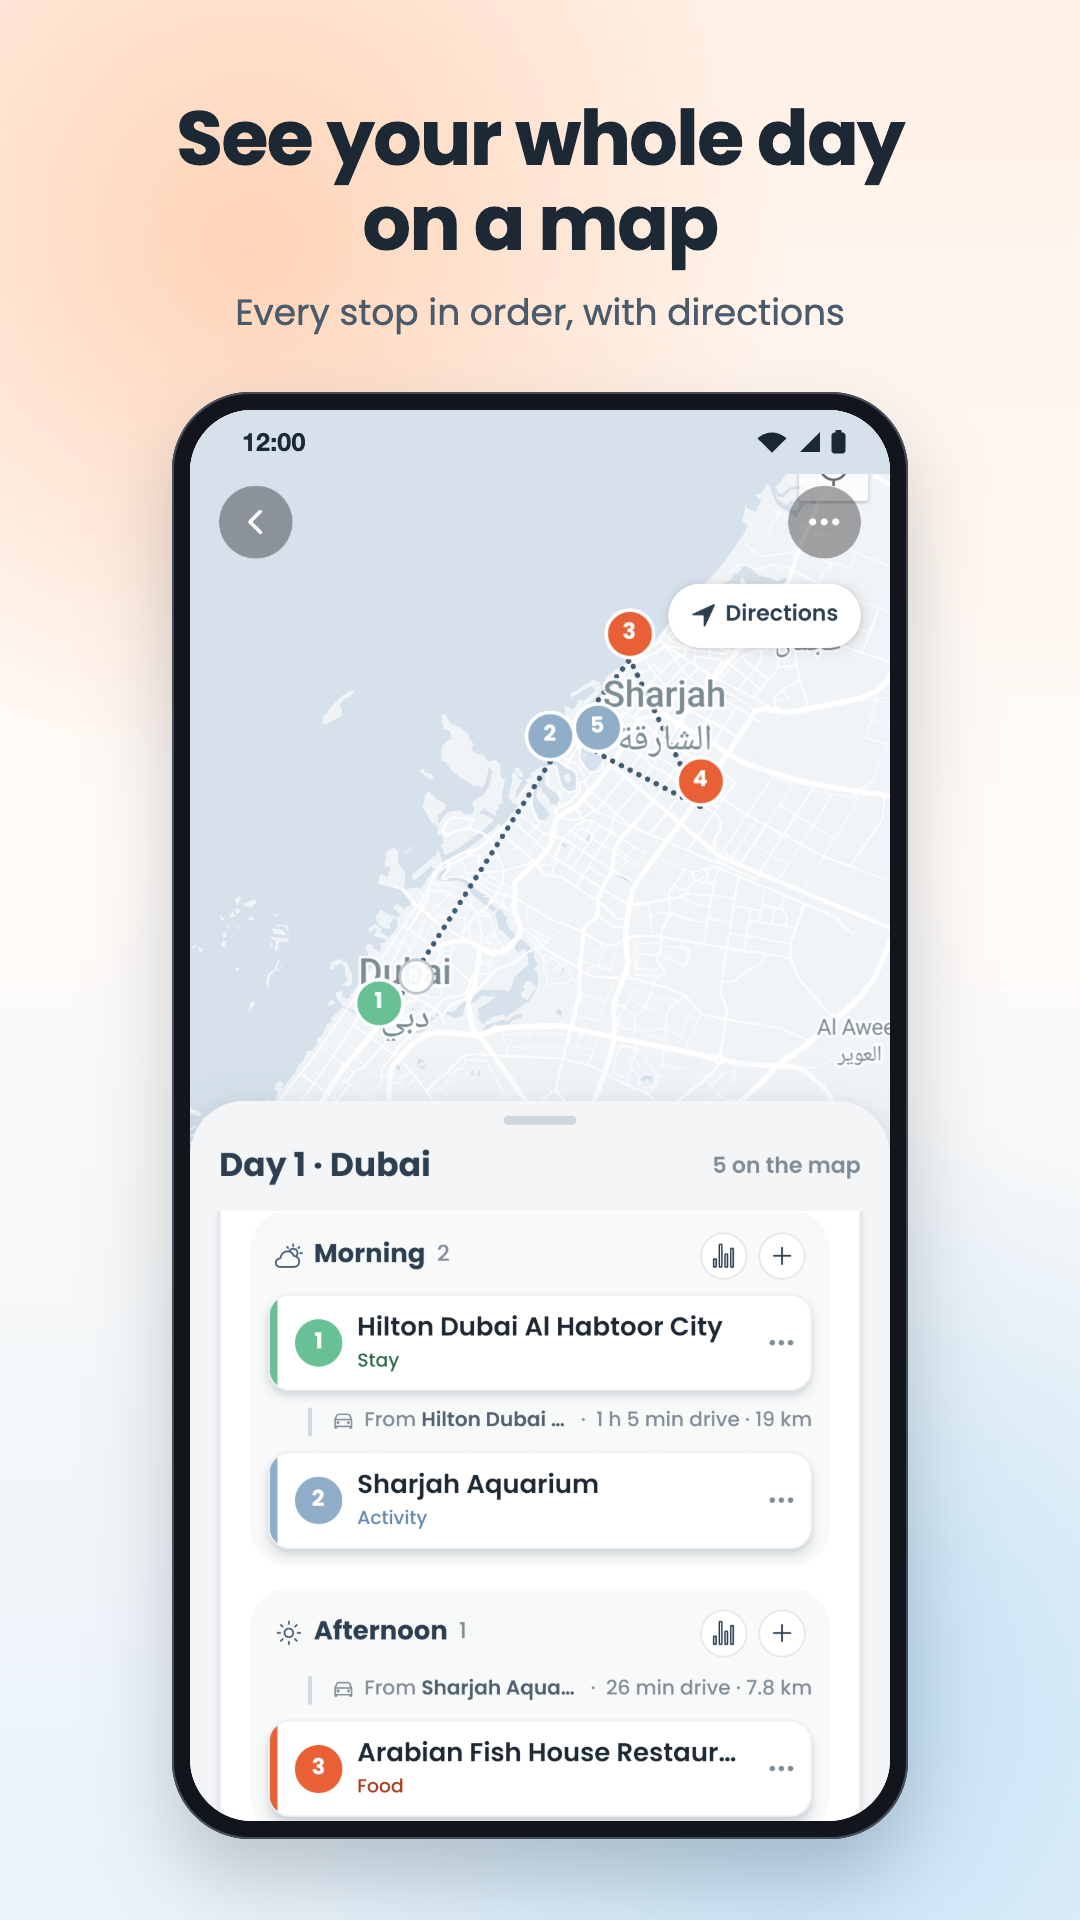 See your whole day
on a map
Every stop in order, with directions
12:00
Directions
3
Sharjah
5
2
الشارقة
4
Dubai
1
دبي
Al Awee
العوير
Day 1 · Dubai
5 on the map
Morning 2
1
Hilton Dubai Al Habtoor City
Stay
From Hilton Dubai ... · 1 h 5 min drive · 19 km
2
Sharjah Aquarium
Activity
Afternoon 1
From Sharjah Aqua... · 26 min drive · 7.8 km
3
Arabian Fish House Restaur...
Food